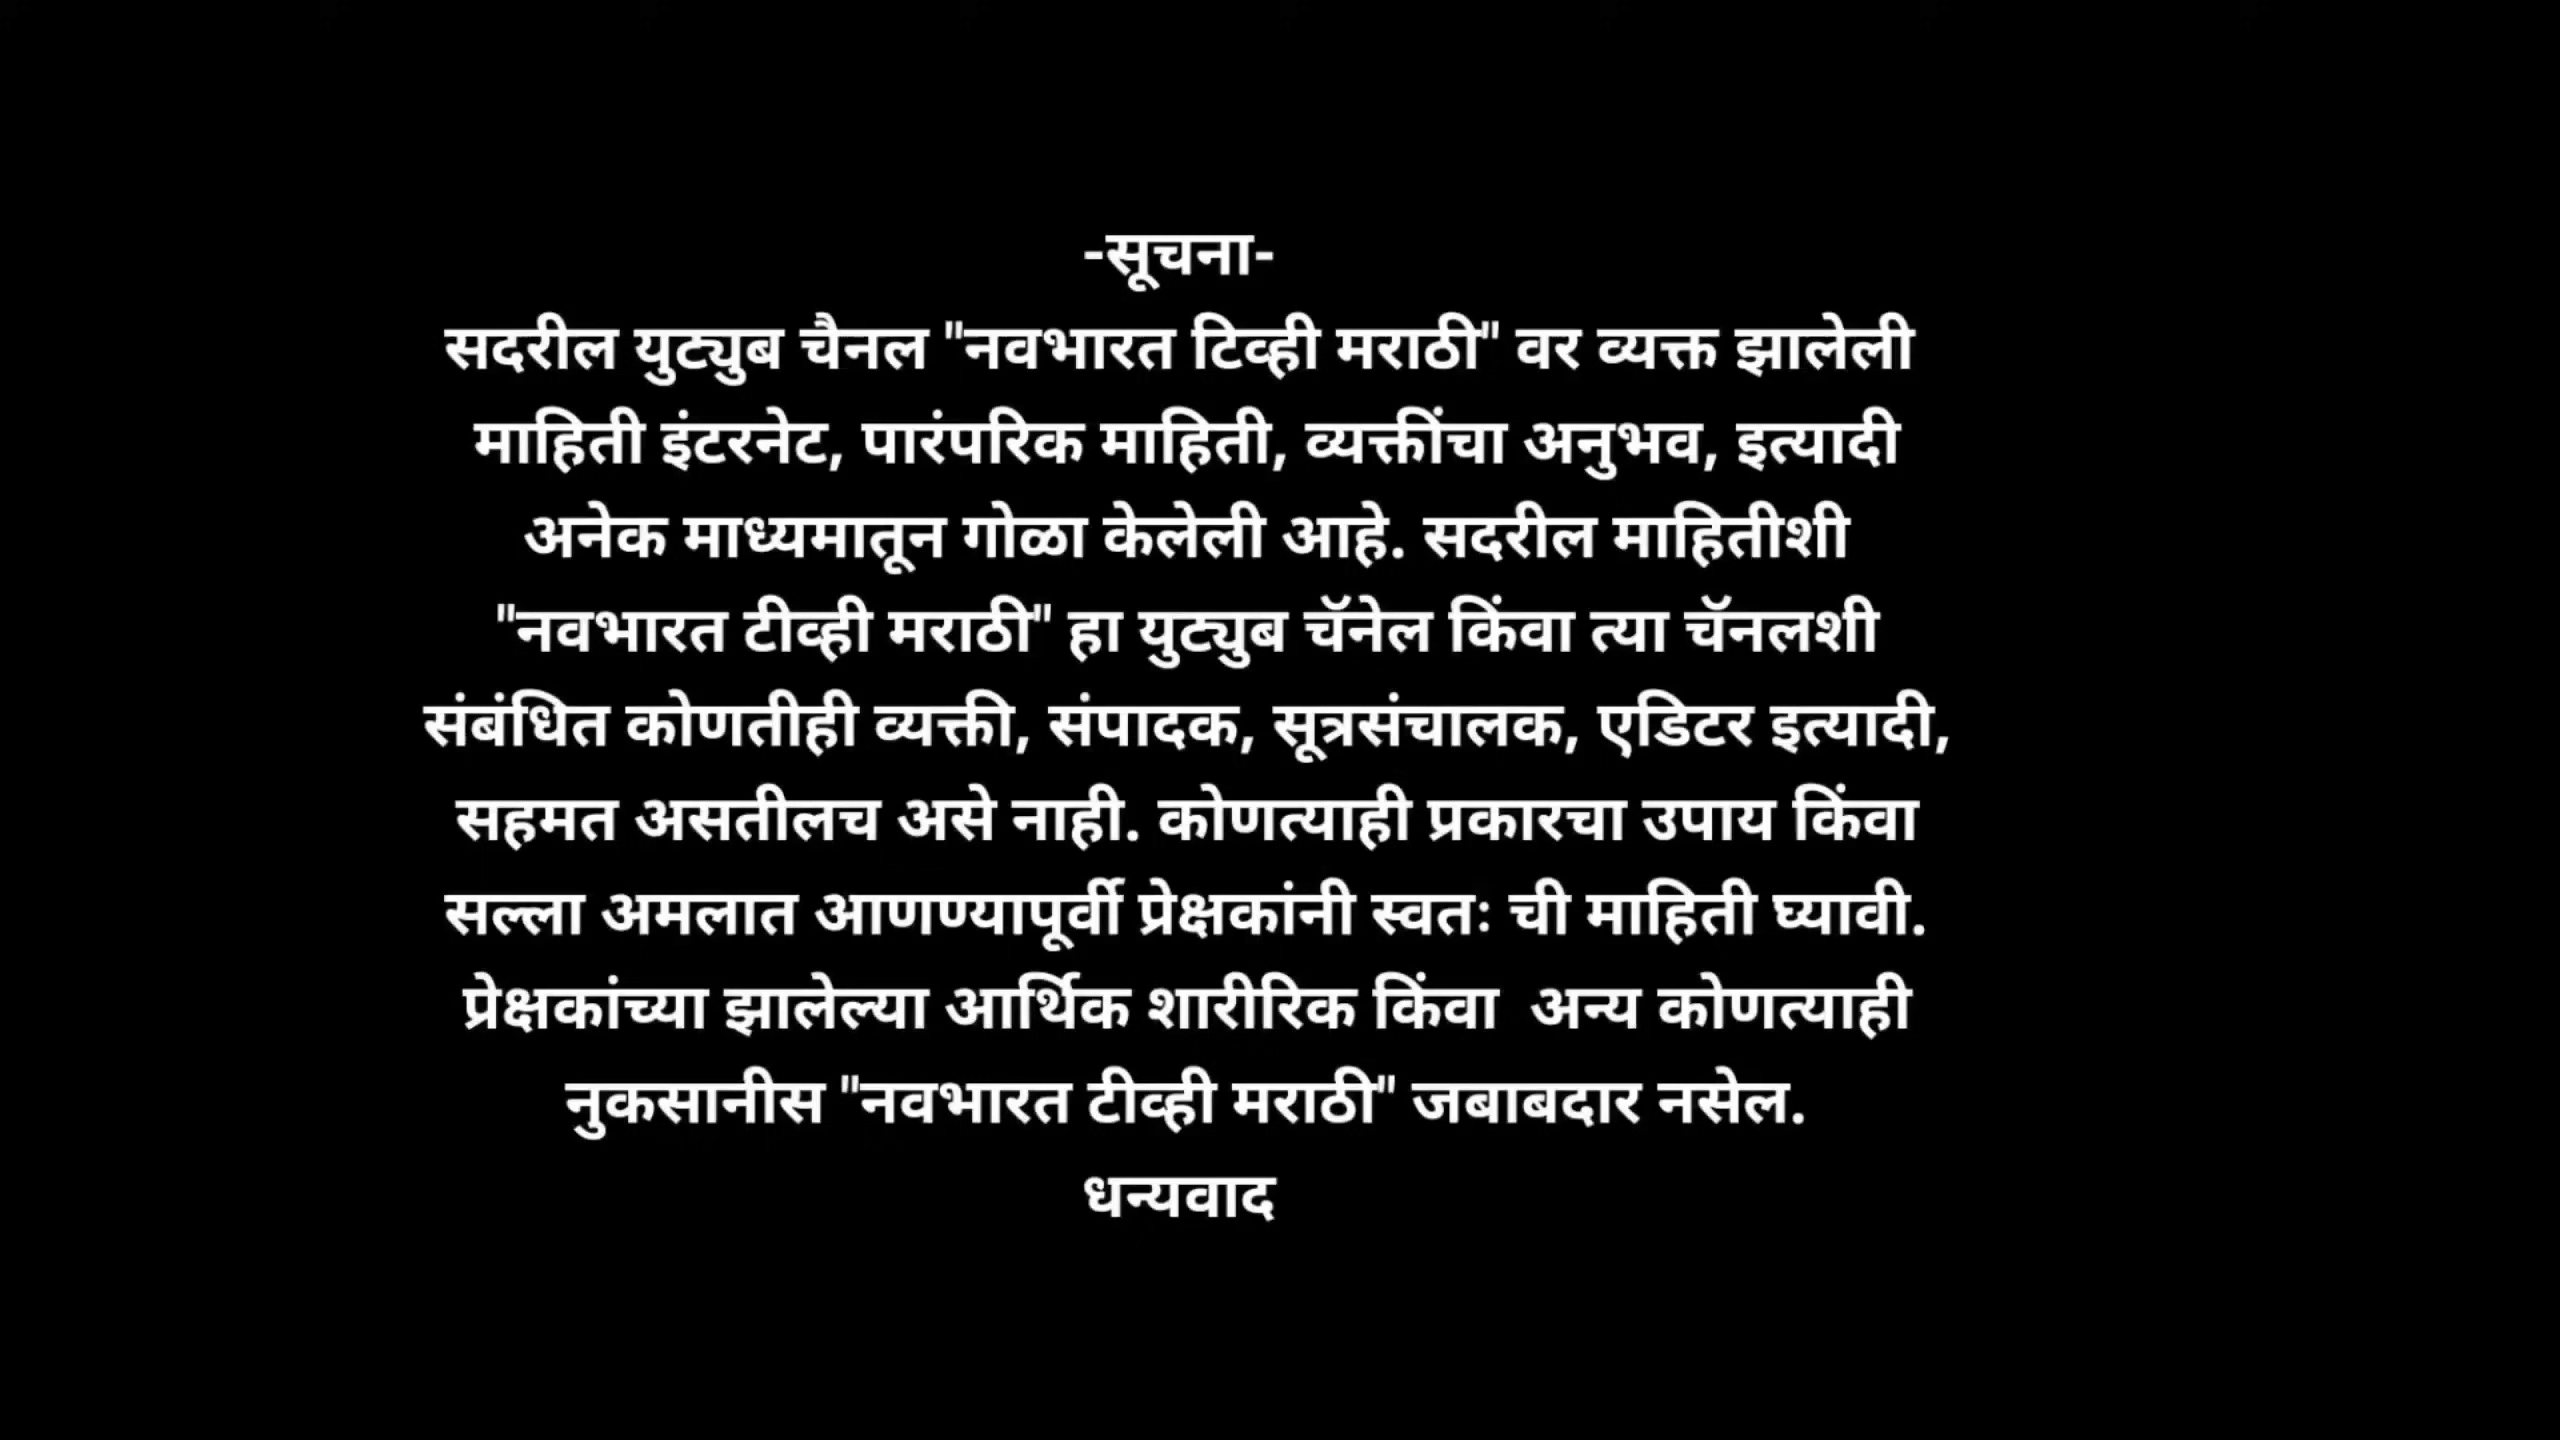 -सूचना-
सदरील युट्युब चैनल "नवभारत टिव्ही मराठी" वर व्यक्त झालेली
माहिती इंटरनेट, पारंपरिक माहिती, व्यक्तींचा अनुभव, इत्यादी
अनेक माध्यमातून गोळा केलेली आहे. सदरील माहितीशी
"नवभारत टीव्ही मराठी" हा युट्युब चॅनेल किंवा त्या चॅनलशी
संबंधित कोणतीही व्यक्ती, संपादक, सूत्रसंचालक, एडिटर इत्यादी,
सहमत असतीलच असे नाही. कोणत्याही प्रकारचा उपाय किंवा
सल्ला अमलात आणण्यापूर्वी प्रेक्षकांनी स्वतः ची माहिती घ्यावी.
प्रेक्षकांच्या झालेल्या आर्थिक शारीरिक किंवा  अन्य कोणत्याही
नुकसानीस "नवभारत टीव्ही मराठी" जबाबदार नसेल.
धन्यवाद